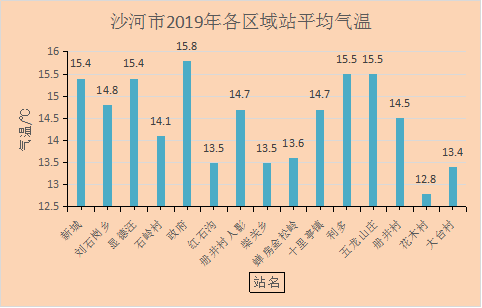 沙河市2019年各区域站平均气温
气温/℃
16
15.5
15
14.5
14
13.5
13
12.5
15.4
14.8
15.4
14.1
15.8
13.5
14.7
13.5
13.6
14.7
15.5
15.5
14.5
12.8
13.4
新城
刘石岗乡
显德汪
石岭村
政府
红石沟
册井村人影
柴关乡
蝉房金松岭
十里亭镇
利多
五龙山庄
册井村
花木村
大台村
站名